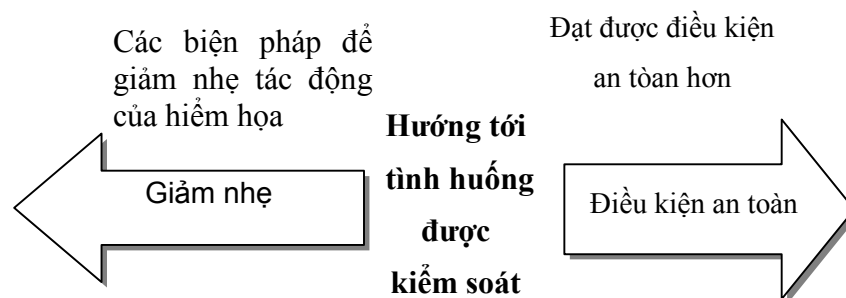 Các biện pháp để
giảm nhẹ tác động
của hiểm họa
Giảm nhẹ
Hướng tới
tình huống
được
kiểm soát
Đạt được điều kiện
an tòan hơn
Điều kiện an toàn